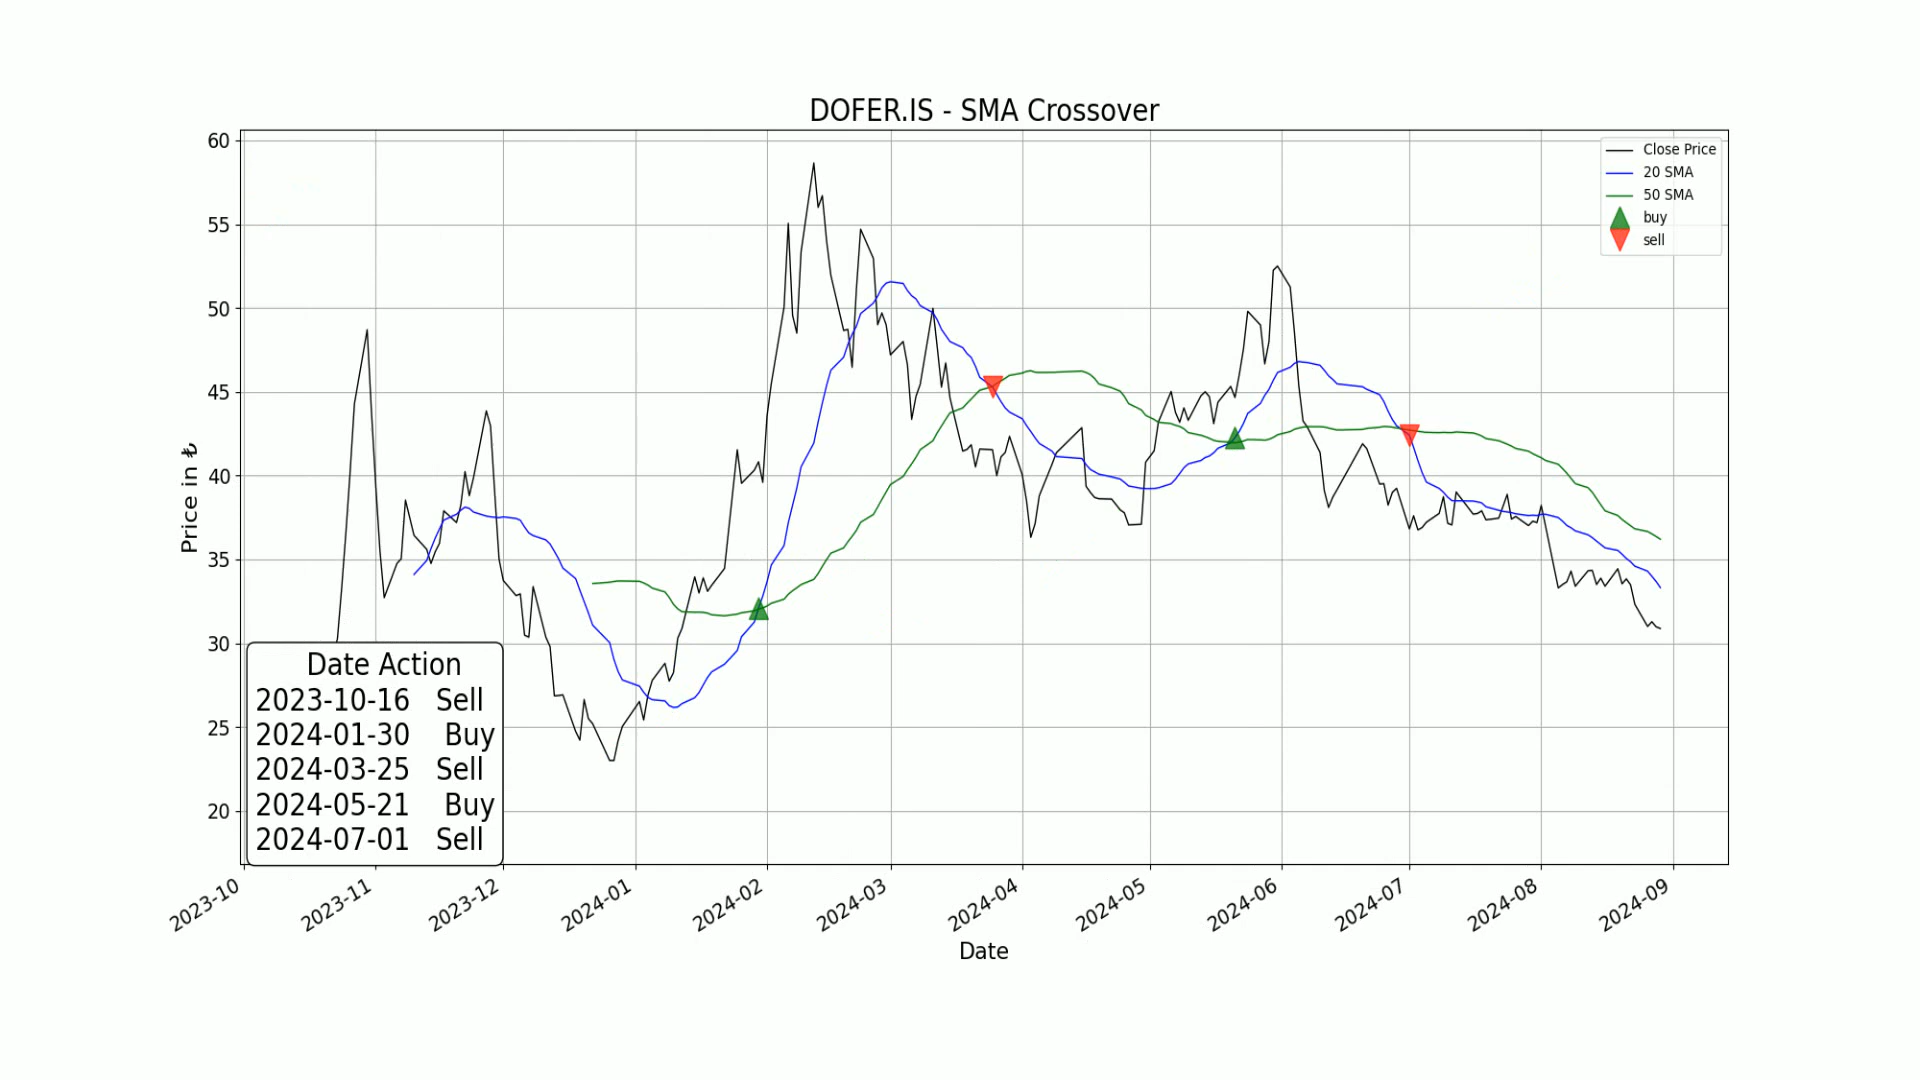 DOFER.IS - SMA Crossover
60
55
50
45
40
35
30
25
20
Price in ₺
Close Price
20 SMA
50 SMA
buy
sell
Date Action
2023-10-16 Sell
2024-01-30 Buy
2024-03-25 Sell
2024-05-21 Buy
2024-07-01 Sell
2023-10
2023-11
2023-12
2024-01
2024-02
2024-03
2024-04
2024-05
2024-06
2024-07
2024-08
2024-09
Date